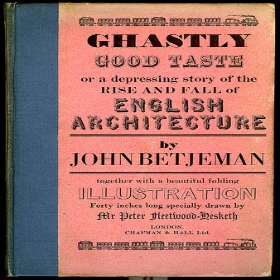 GHASTLY
GOOD TASTE
or a depressing story of the
RISE AND FALL of
ENGLISH
ARCHITECTURE
by
JOHN BETJEMAN
together with a beautiful folding
ILLUSTRATION
Forty inches long specially drawn by
Mr Peter Fleetwood-Hesketh
LONDON
CHAPMAN & HALL Ltd